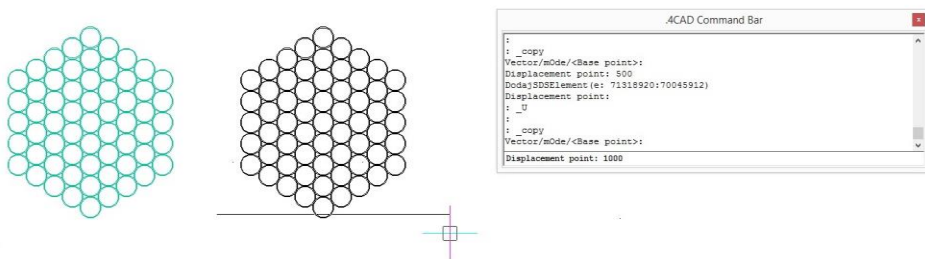 .4CAD Command Bar
x
:
: _copy
Vector/mOde/<Base point>:
Displacement point: 500
DodajSDSElement(e: 71318920:70045912)
Displacement point:
: _U
:
: _copy
Vector/mOde/<Base point>:
Displacement point: 1000